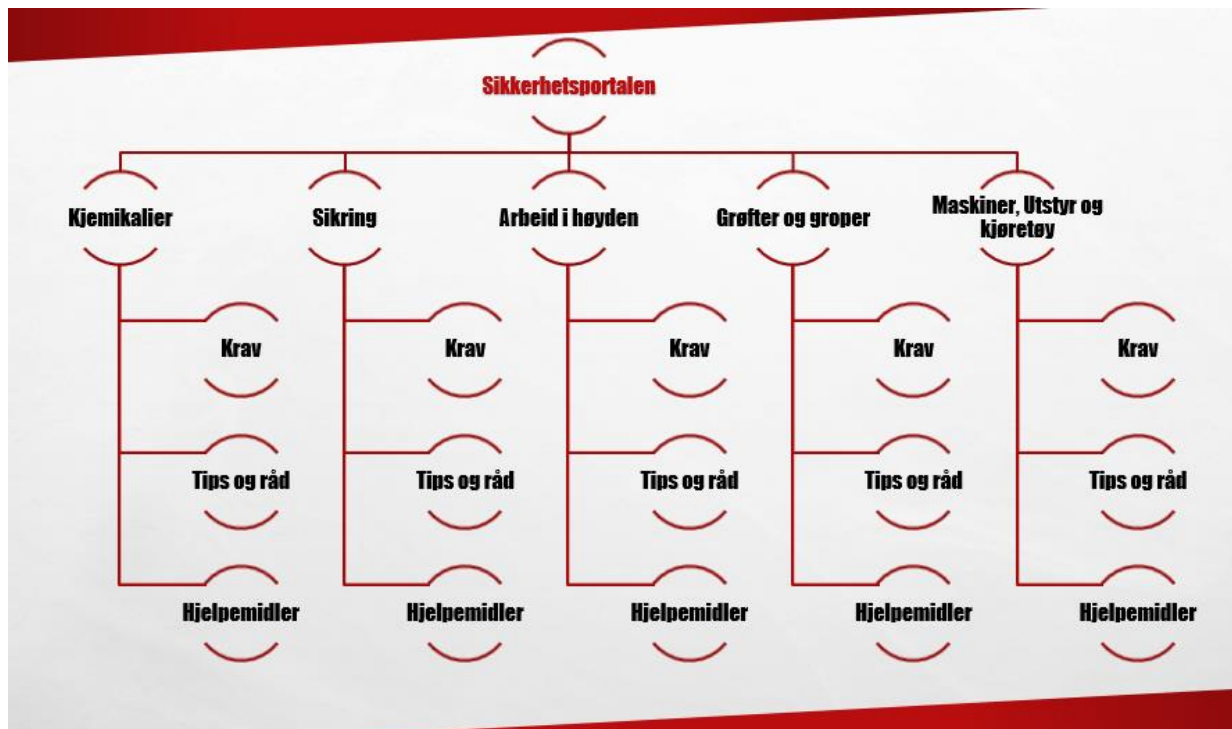 Sikkerhetsportalen
Kjemikalier
Sikring
Arbeid i høyden
Grøfter og groper
Maskiner, Utstyr og
kjøretøy
Krav
Krav
Krav
Krav
Krav
Tips og råd
Tips og råd
Tips og råd
Tips og råd
Tips og råd
Hjelpemidler
Hjelpemidler
Hjelpemidler
Hjelpemidler
Hjelpemidler